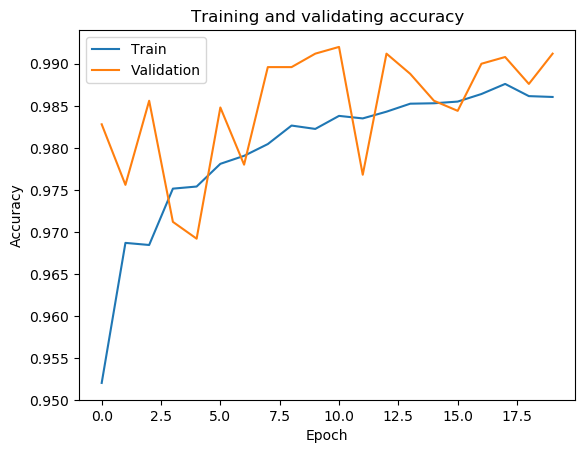 Training and validating accuracy
Train
Validation
0.990
0.985
0.980
0.975
0.970
0.965
0.960
0.955
0.950
Accuracy
0.0 2.5 5.0 7.5 10.0 12.5 15.0 17.5
Epoch